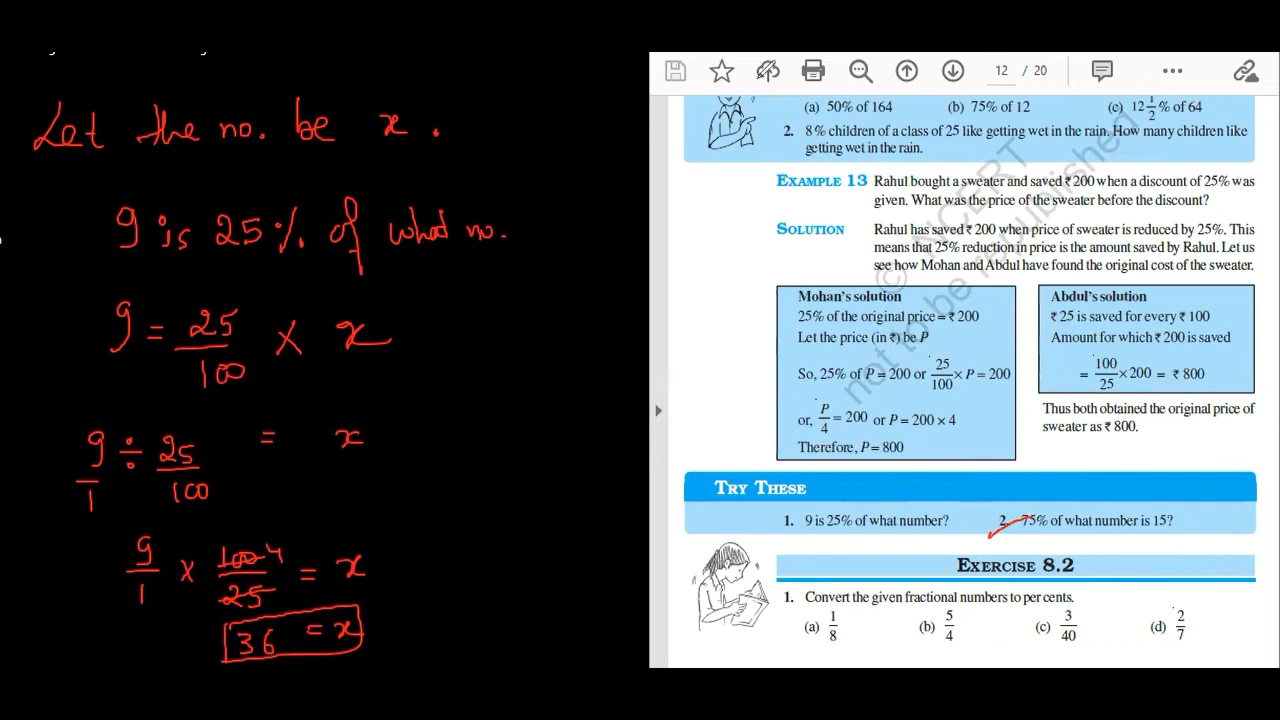 Let the no. be x.
9 is 25% of what no.
9 = 25/100 × x
9/1 ÷ 25/100 = x
9/1 × 100 4/25 = x
36 = x
12 / 20
(a) 50% of 164 (b) 75% of 12 (c) 12 1/2 % of 64
2. 8% children of a class of 25 like getting wet in the rain. How many children like
getting wet in the rain.
EXAMPLE 13 Rahul bought a sweater and saved ₹ 200 when a discount of 25% was
given. What was the price of the sweater before the discount?
SOLUTION Rahul has saved ₹ 200 when price of sweater is reduced by 25%. This
means that 25% reduction in price is the amount saved by Rahul. Let us
see how Mohan and Abdul have found the original cost of the sweater.
Mohan's solution
25% of the original price = ₹ 200
Let the price (in ₹) be P
So, 25% of P = 200 or 25/100 × P = 200
or, P/4 = 200 or P = 200 × 4
Therefore, P = 800
Abdul's solution
₹ 25 is saved for every ₹ 100
Amount for which ₹ 200 is saved
= 100/25 × 200 = ₹ 800
Thus both obtained the original price of
sweater as ₹ 800.
© NCERT
not to be republished
TRY THESE
1. 9 is 25% of what number? 2. 75% of what number is 15?
EXERCISE 8.2
1. Convert the given fractional numbers to per cents.
(a) 1/8 (b) 5/4 (c) 3/40 (d) 2/7